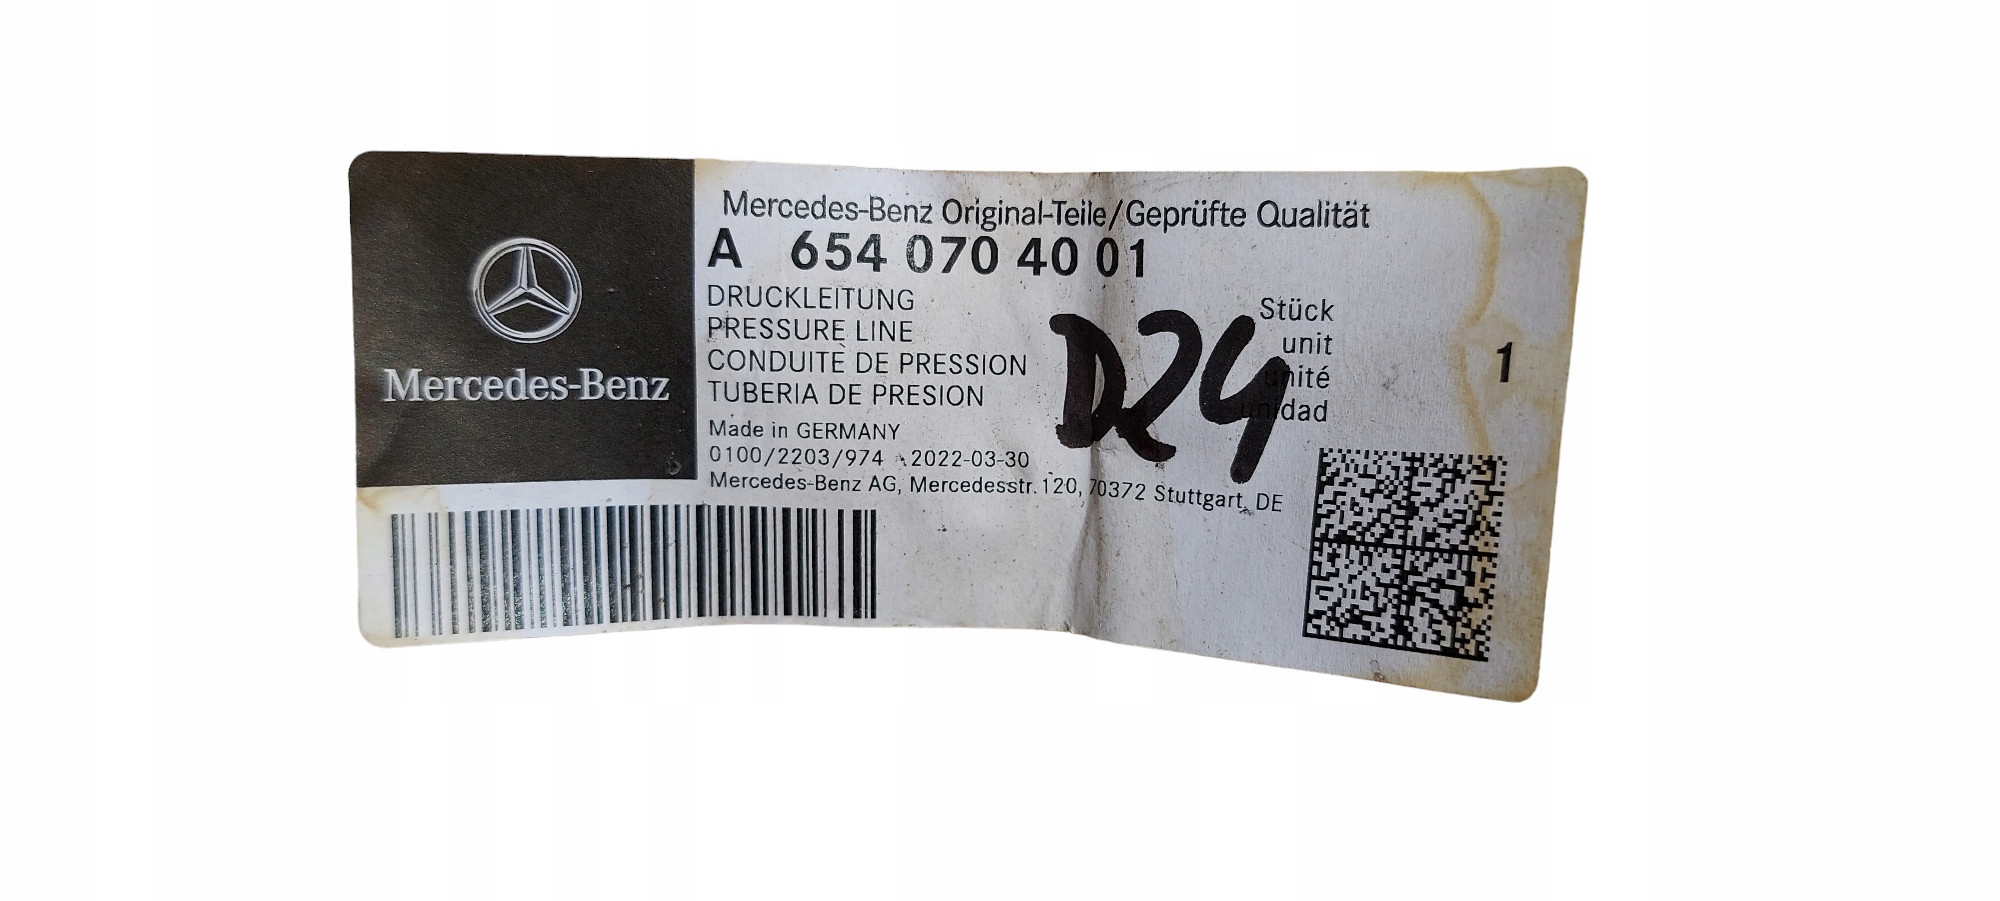 Mercedes-Benz
Mercedes-Benz Original-Teile/Geprüfte Qualität
A 654 070 40 01
DRUCKLEITUNG
PRESSURE LINE
CONDUITE DE PRESSION
TUBERIA DE PRESION
D24
Stück
unit
unité
unidad
1
Made in GERMANY
0100/2203/974 2022-03-30
Mercedes-Benz AG, Mercedesstr. 120, 70372 Stuttgart, DE